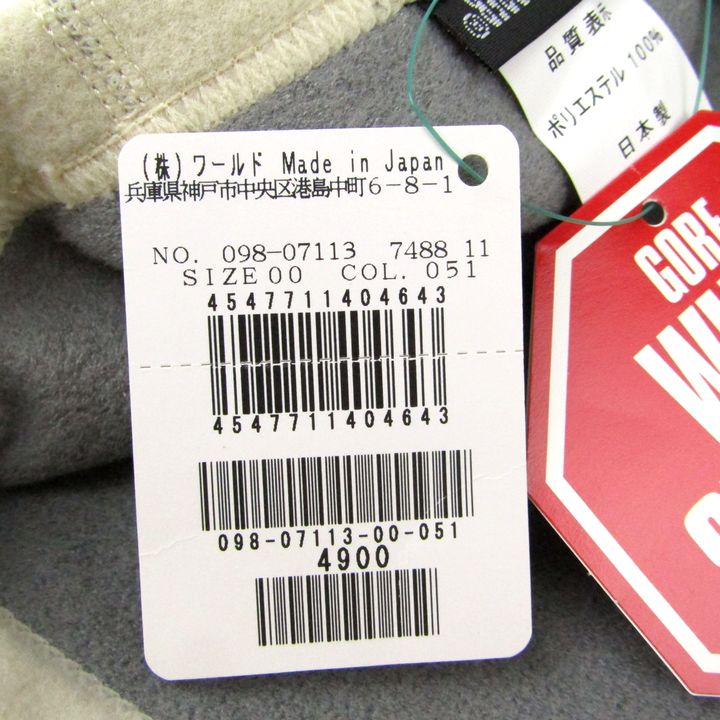 品質表示
ポリエステル 100%
日本製
(株)ワールド Made in Japan
兵庫県神戸市中央区港島中町6-8-1
NO. 098-07113 7488 11
SIZE 00 COL. 051
4547711404643
4547711404643
098-07113-00-051
4900
GORE